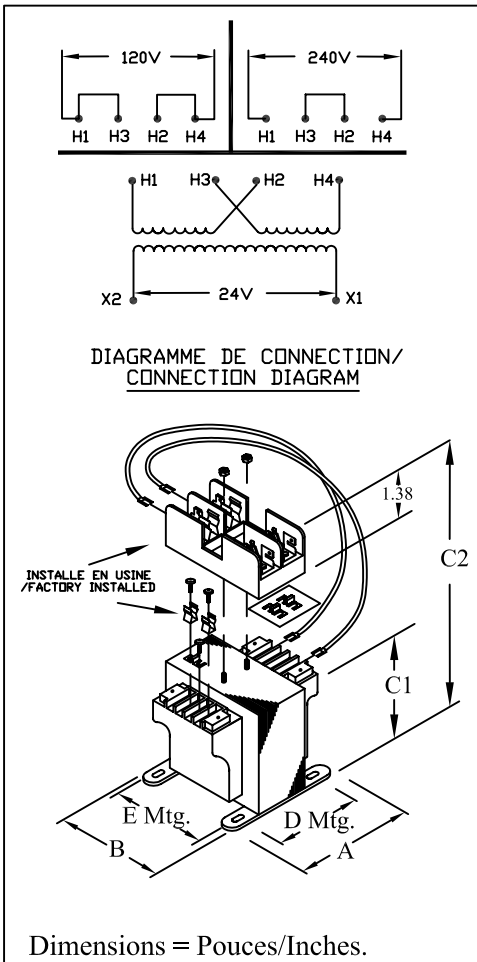 120V 240V
H1 H3 H2 H4 H1 H3 H2 H4
H1 H3 H2 H4
X2 24V X1
DIAGRAMME DE CONNECTION/
CONNECTION DIAGRAM
1.38
C2
INSTALLE EN USINE
/FACTORY INSTALLED
C1
E Mtg. D Mtg.
B A
Dimensions = Pouces/Inches.